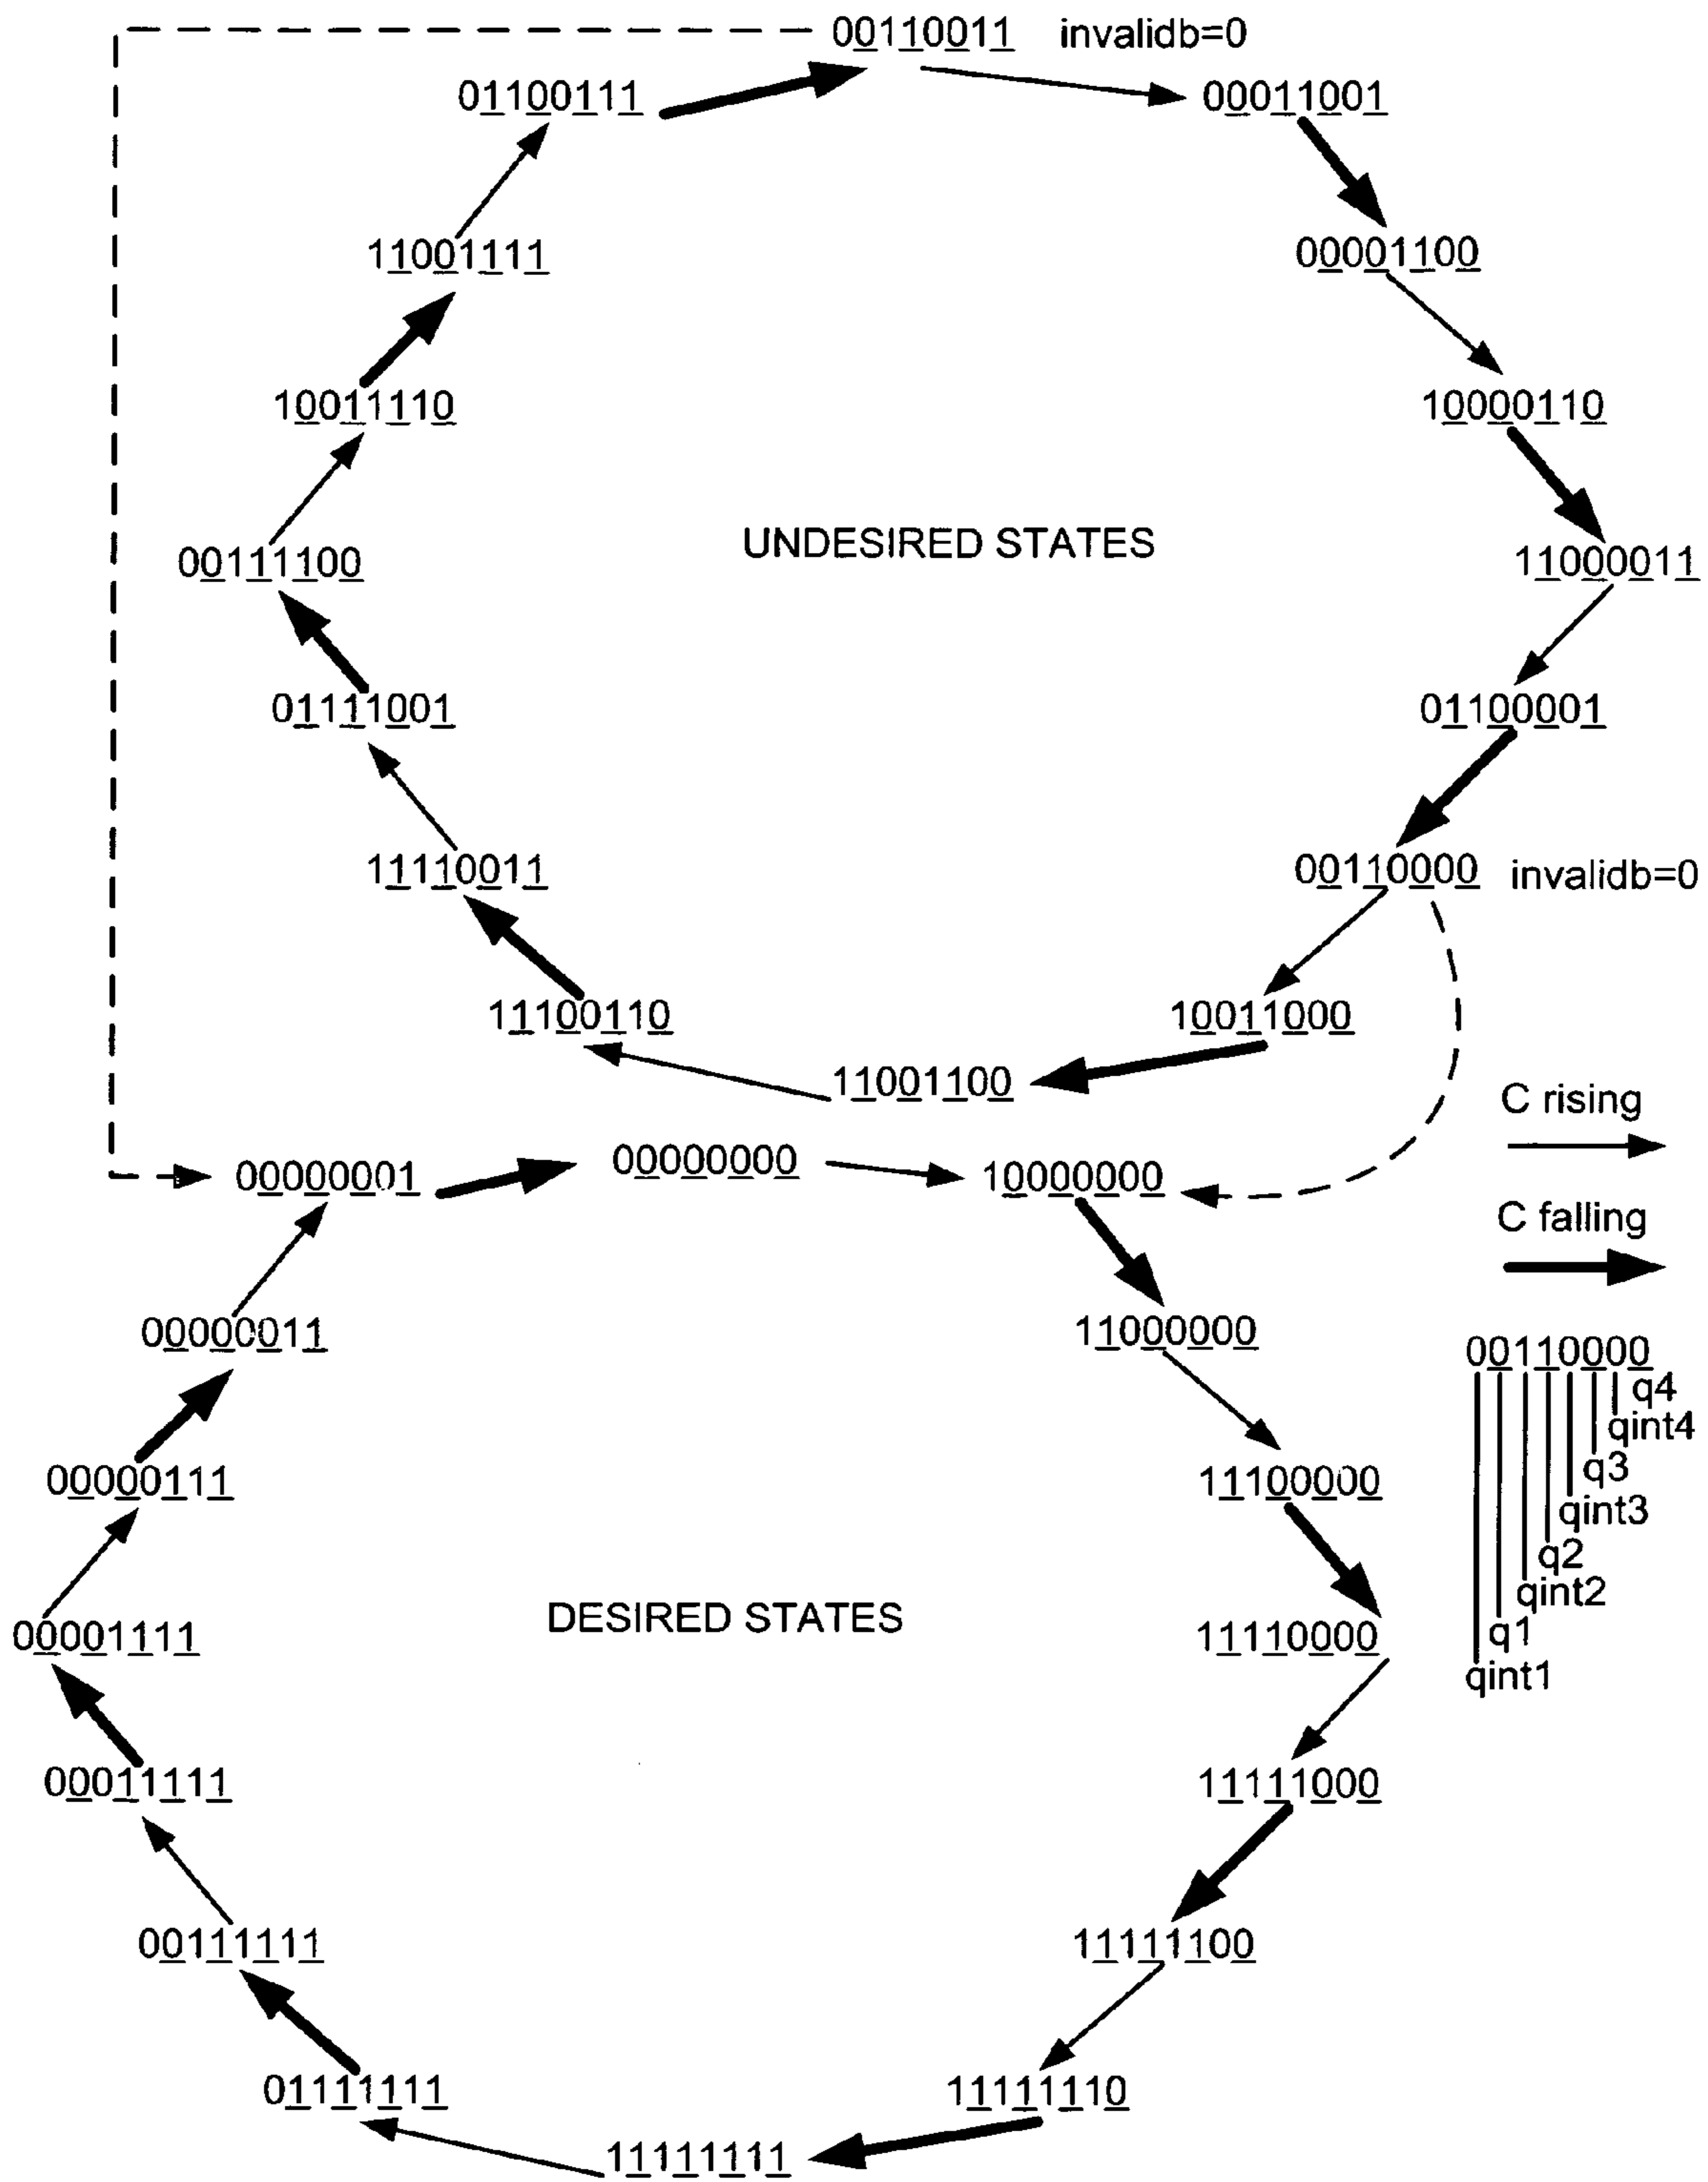 00110011 invalidb=0
01100111
00011001
11001111
00001100
10011110
10000110
UNDESIRED STATES
00111100
11000011
01111001
01100001
11110011
00110000 invalidb=0
11100110
10011000
11001100
C rising
00000001
00000000
10000000
C falling
00000011
11000000
00110000
q4
qint4
q3
qint3
q2
qint2
q1
qint1
00000111
11100000
DESIRED STATES
00001111
11110000
00011111
11111000
00111111
11111100
01111111
11111110
11111111